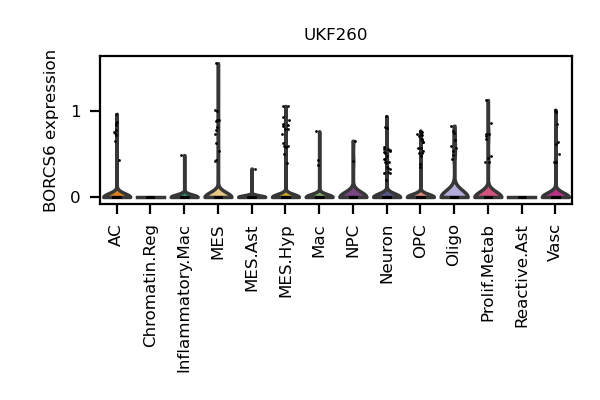 UKF260
BORCS6 expression
1
0
AC
Chromatin.Reg
Inflammatory.Mac
MES
MES.Ast
MES.Hyp
Mac
NPC
Neuron
OPC
Oligo
Prolif.Metab
Reactive.Ast
Vasc